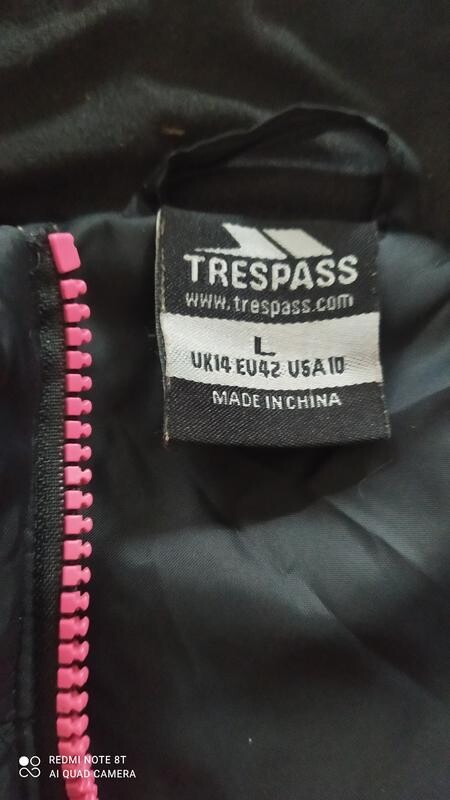 TRESPASS
www.trespass.com
L
UK14 EU42 USA10
MADE IN CHINA
REDMI NOTE 8T
AI QUAD CAMERA